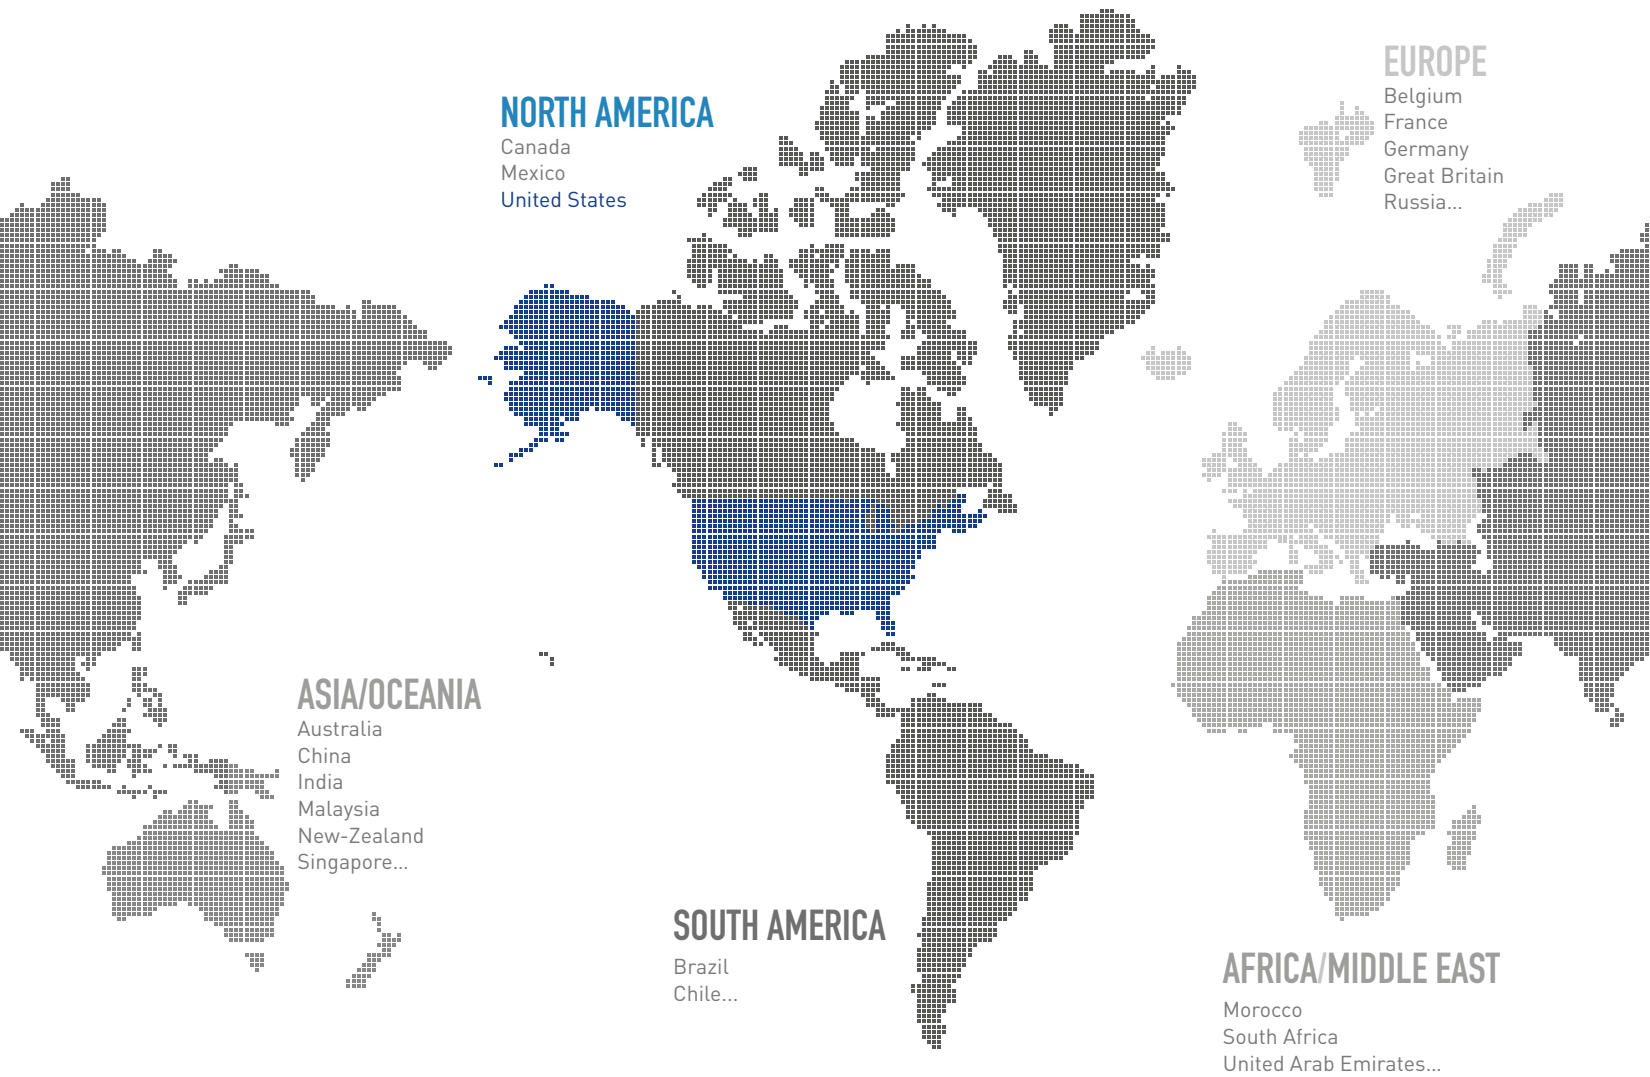 NORTH AMERICA
Canada
Mexico
United States
EUROPE
Belgium
France
Germany
Great Britain
Russia...
ASIA/OCEANIA
Australia
China
India
Malaysia
New-Zealand
Singapore...
SOUTH AMERICA
Brazil
Chile...
AFRICA/MIDDLE EAST
Morocco
South Africa
United Arab Emirates...